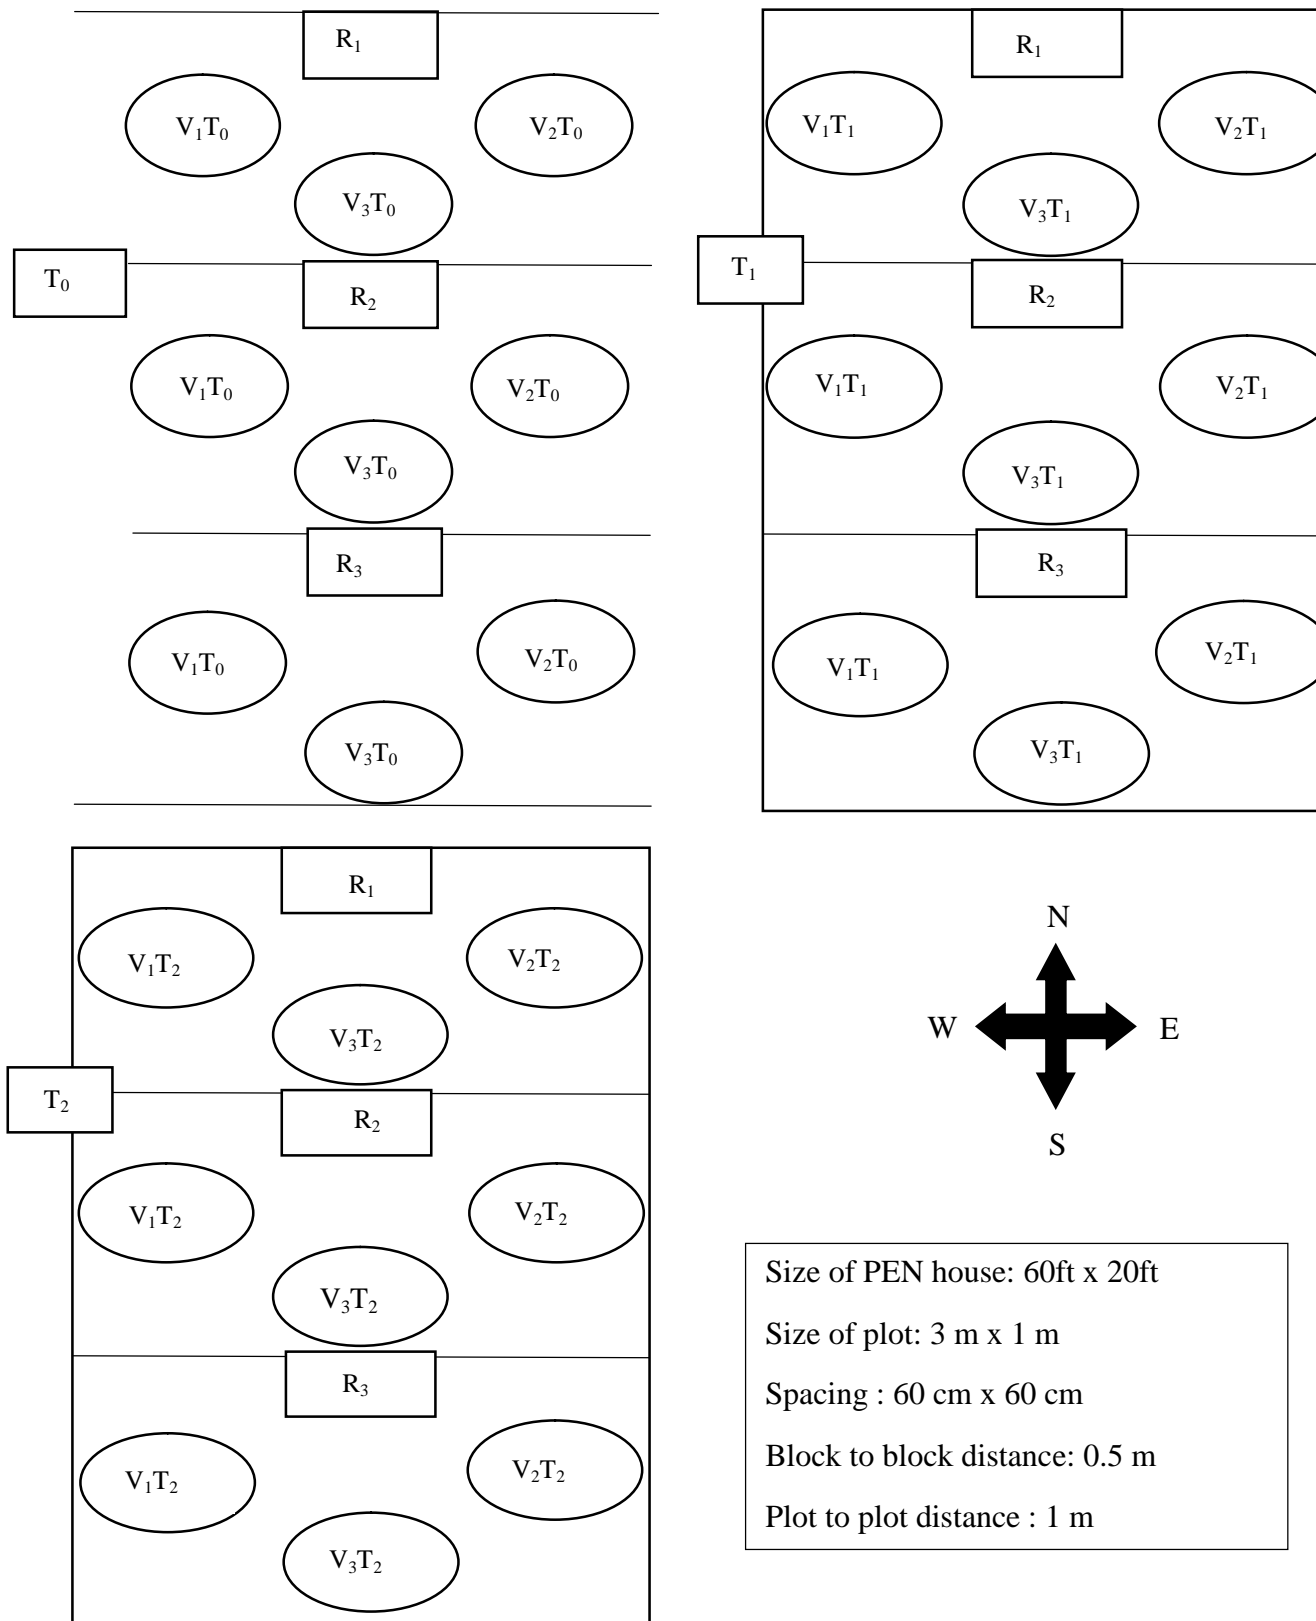 R₁
V₁T₀
V₂T₀
V₃T₀
T₀
R₂
V₁T₀
V₂T₀
V₃T₀
R₃
V₁T₀
V₂T₀
V₃T₀
R₁
V₁T₁
V₂T₁
V₃T₁
T₁
R₂
V₁T₁
V₂T₁
V₃T₁
R₃
V₁T₁
V₂T₁
V₃T₁
R₁
V₁T₂
V₂T₂
V₃T₂
T₂
R₂
V₁T₂
V₂T₂
V₃T₂
R₃
V₁T₂
V₂T₂
V₃T₂
N
W E
S
Size of PEN house: 60ft x 20ft
Size of plot: 3 m x 1 m
Spacing : 60 cm x 60 cm
Block to block distance: 0.5 m
Plot to plot distance : 1 m